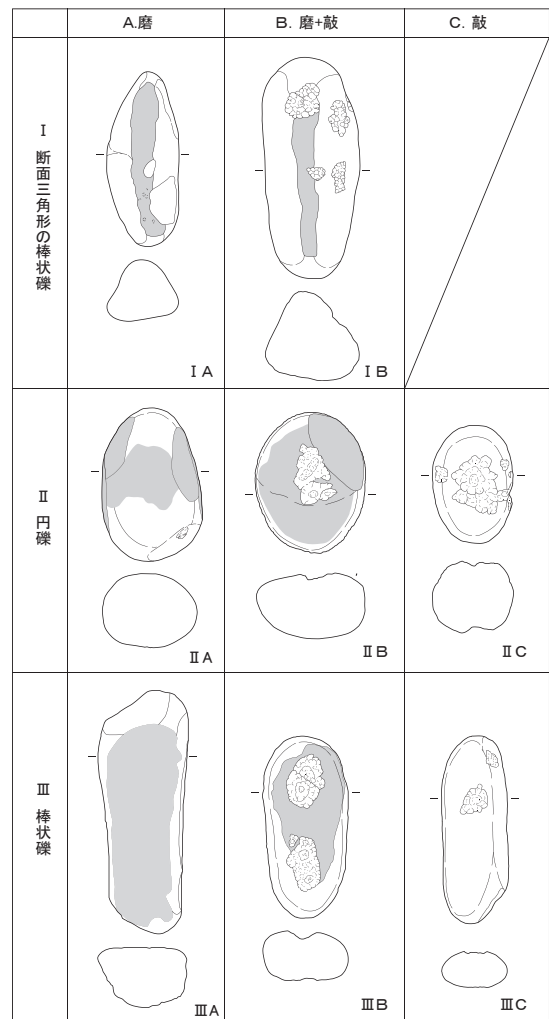 A.磨
B. 磨+敲
C. 敲
Ⅰ 断面三角形の棒状礫
ⅠA
ⅠB
Ⅱ 円礫
ⅡA
ⅡB
ⅡC
Ⅲ 棒状礫
ⅢA
ⅢB
ⅢC